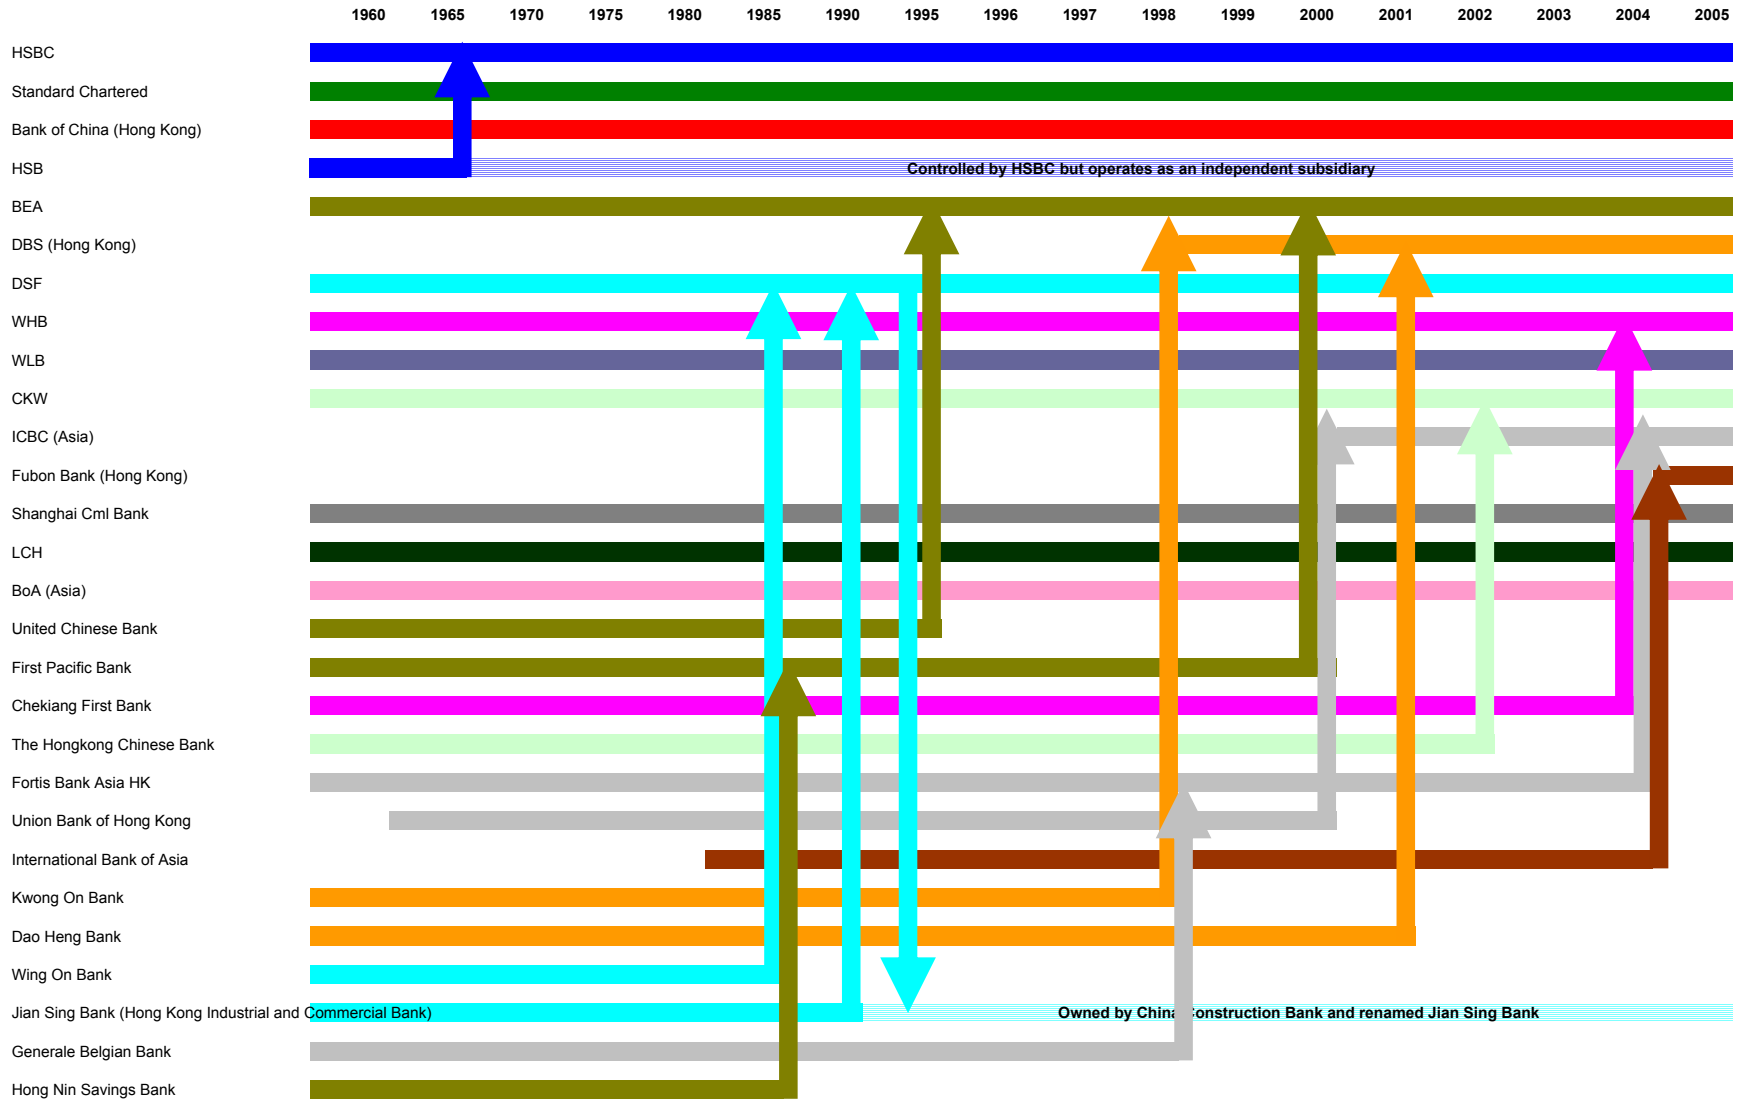 1960 1965 1970 1975 1980 1985 1990 1995 1996 1997 1998 1999 2000 2001 2002 2003 2004 2005
HSBC
Standard Chartered
Bank of China (Hong Kong)
HSB Controlled by HSBC but operates as an independent subsidiary
BEA
DBS (Hong Kong)
DSF
WHB
WLB
CKW
ICBC (Asia)
Fubon Bank (Hong Kong)
Shanghai Cml Bank
LCH
BoA (Asia)
United Chinese Bank
First Pacific Bank
Chekiang First Bank
The Hongkong Chinese Bank
Fortis Bank Asia HK
Union Bank of Hong Kong
International Bank of Asia
Kwong On Bank
Dao Heng Bank
Wing On Bank
Jian Sing Bank (Hong Kong Industrial and Commercial Bank) Owned by China Construction Bank and renamed Jian Sing Bank
Generale Belgian Bank
Hong Nin Savings Bank